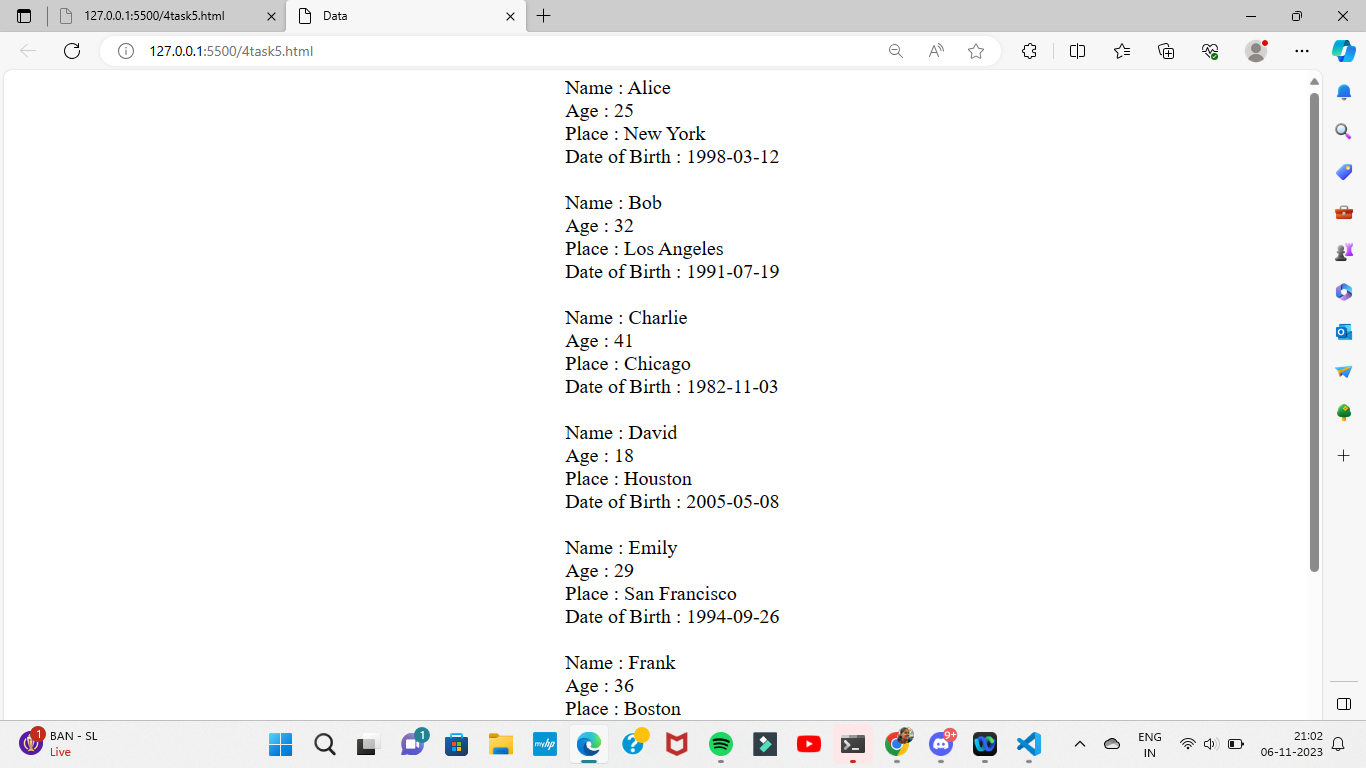 127.0.0.1:5500/4task5.html
Data
127.0.0.1:5500/4task5.html
Name : Alice
Age : 25
Place : New York
Date of Birth : 1998-03-12
Name : Bob
Age : 32
Place : Los Angeles
Date of Birth : 1991-07-19
Name : Charlie
Age : 41
Place : Chicago
Date of Birth : 1982-11-03
Name : David
Age : 18
Place : Houston
Date of Birth : 2005-05-08
Name : Emily
Age : 29
Place : San Francisco
Date of Birth : 1994-09-26
Name : Frank
Age : 36
Place : Boston
1
BAN - SL
Live
1
myhp
9+
ENG
IN
21:02
06-11-2023